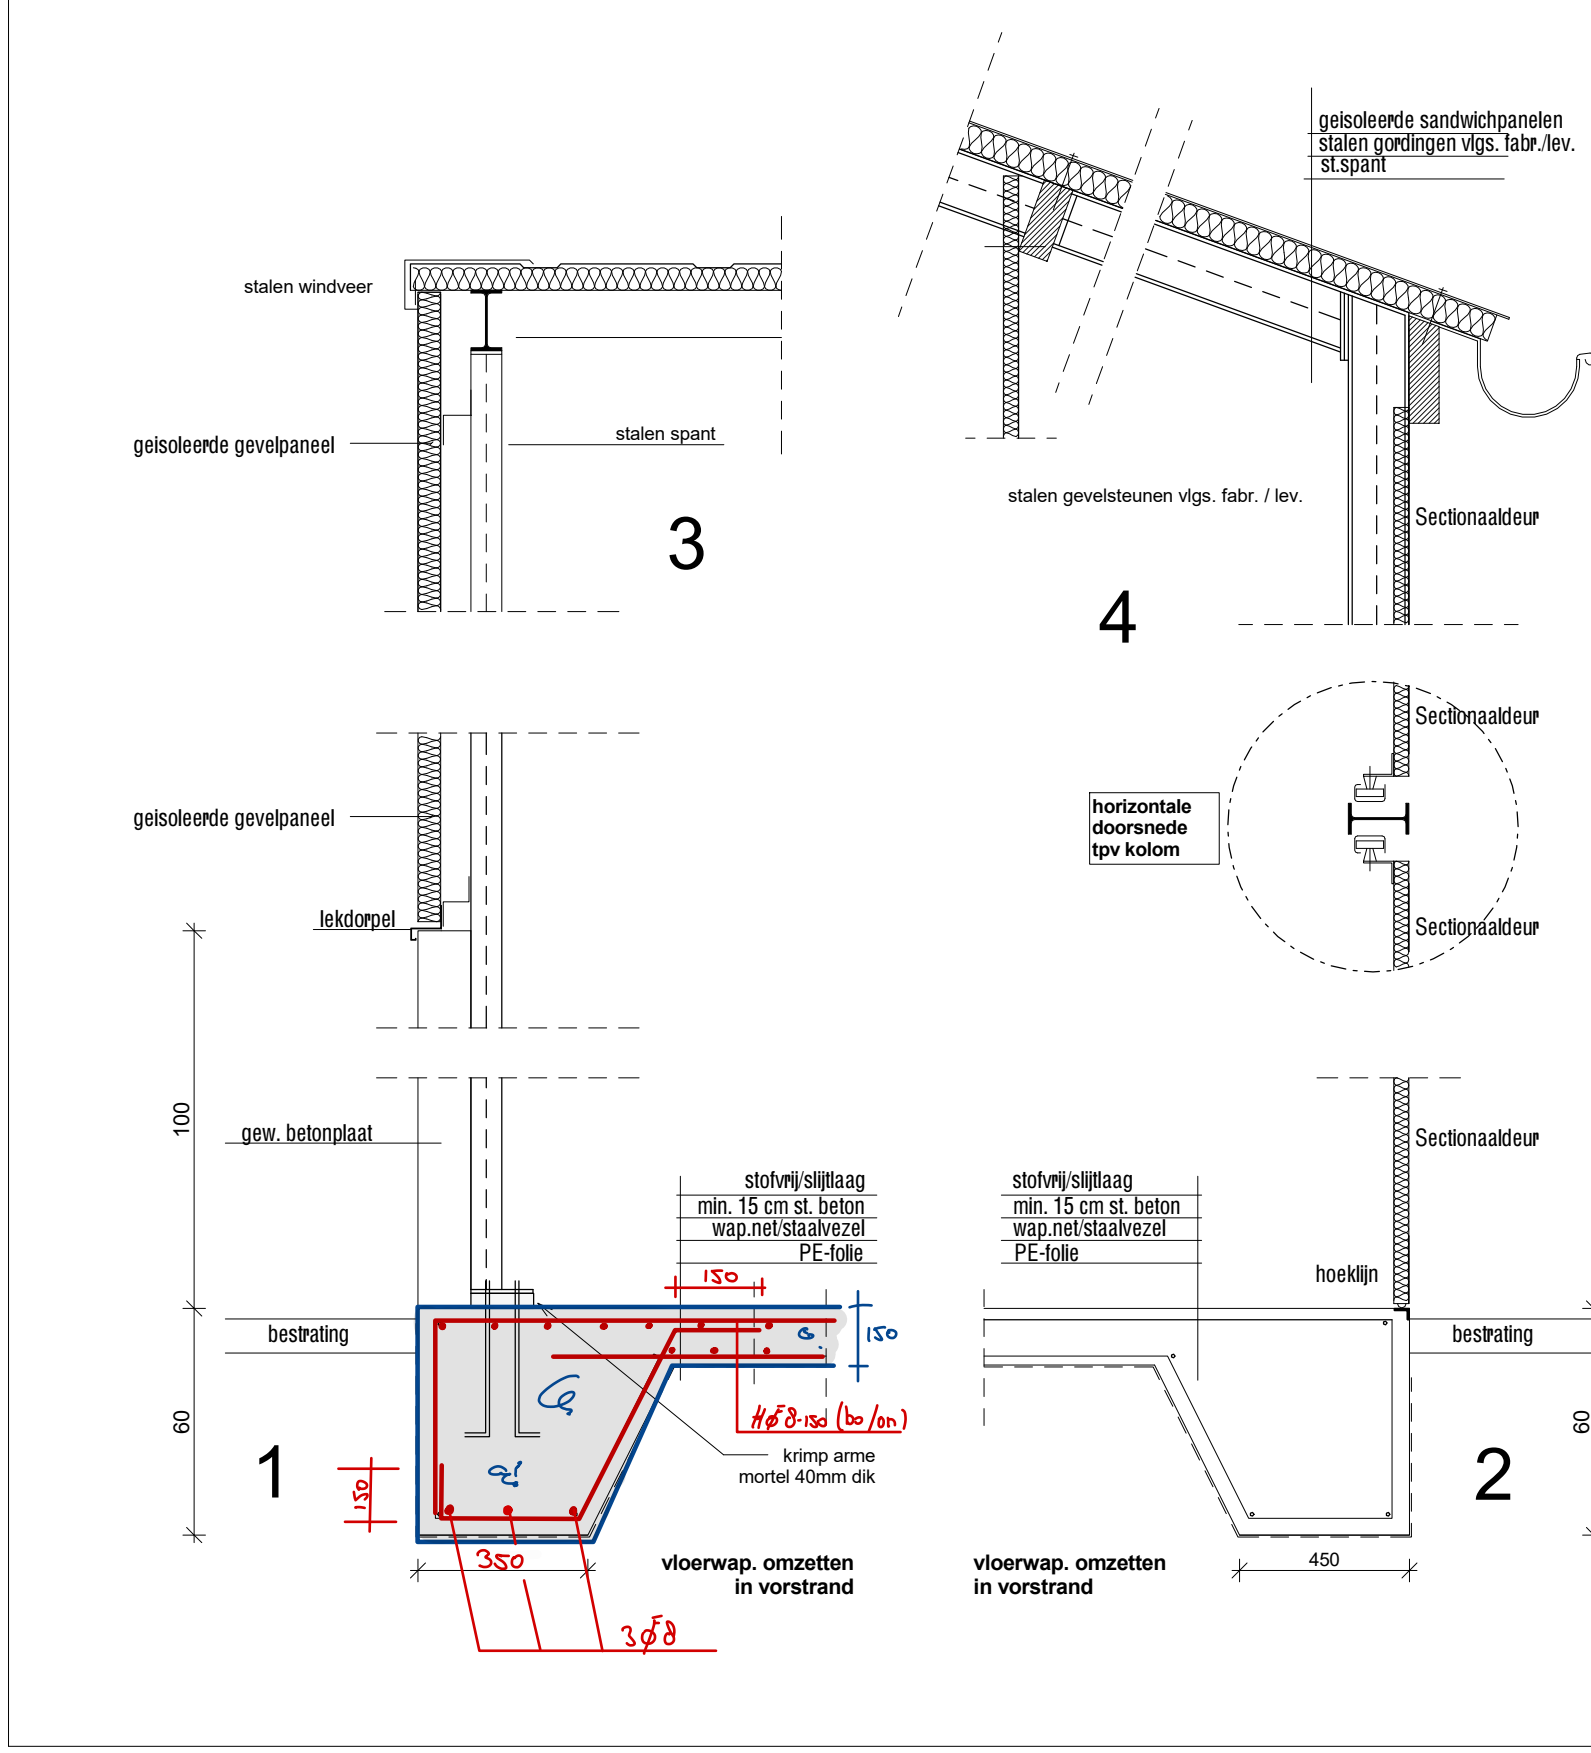 geisoleerde sandwichpanelen
stalen gordingen vlgs. fabr./lev.
st.spant
stalen windveer
geisoleerde gevelpaneel
stalen spant
3
stalen gevelsteunen vlgs. fabr. / lev.
Sectionaaldeur
4
Sectionaaldeur
geisoleerde gevelpaneel
horizontale
doorsnede
tpv kolom
lekdorpel
Sectionaaldeur
100
gew. betonplaat
Sectionaaldeur
stofvrij/slijtlaag
min. 15 cm st. beton
wap.net/staalvezel
PE-folie
stofvrij/slijtlaag
min. 15 cm st. beton
wap.net/staalvezel
PE-folie
hoeklijn
150
bestrating
150
bestrating
60
60
krimp arme
mortel 40mm dik
1
2
150
350
vloerwap. omzetten
in vorstrand
vloerwap. omzetten
in vorstrand
450
3ø8